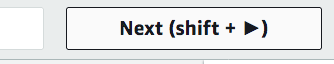 Next (shift + ►)